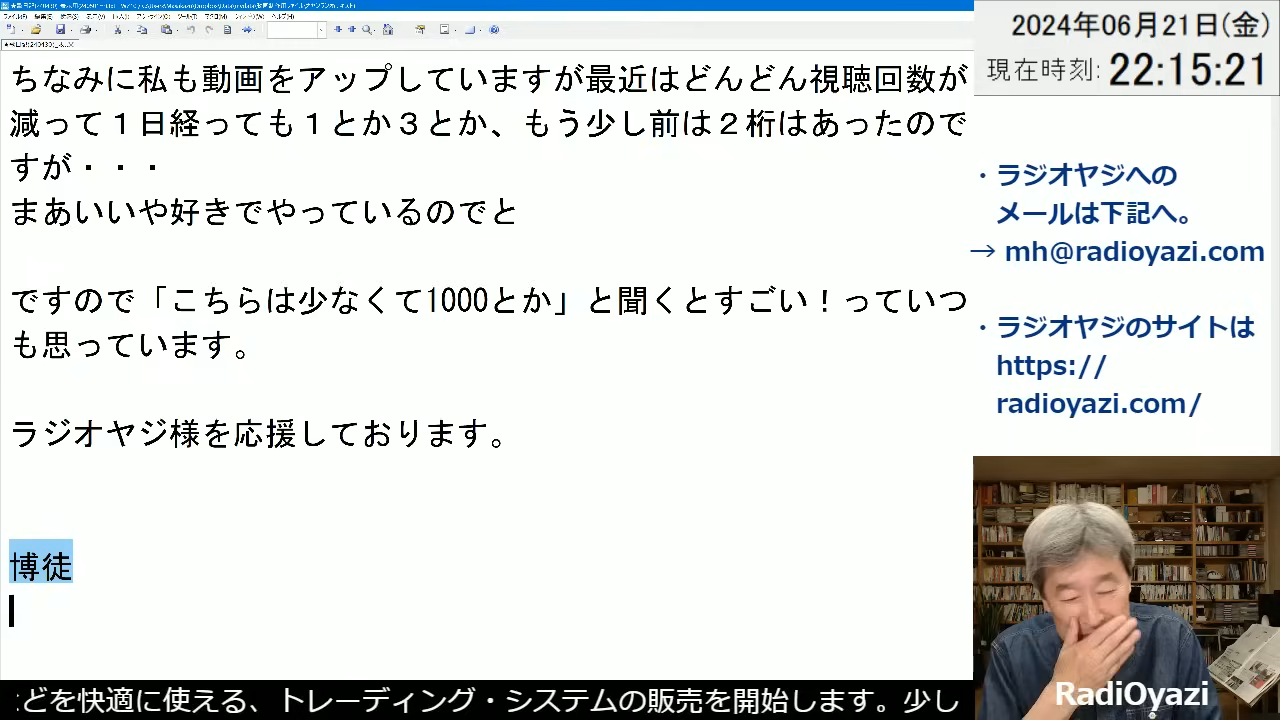 ちなみに私も動画をアップしていますが最近はどんどん視聴回数が
減って１日経っても１とか３とか、もう少し前は２桁はあったので
すが・・・
まあいいや好きでやっているのでと
ですので「こちらは少なくて1000とか」と聞くとすごい！っていつ
も思っています。
ラジオヤジ様を応援しております。
博徒
2024年06月21日(金)
現在時刻: 22:15:21
・ラジオヤジへの
メールは下記へ。
→ mh@radioyazi.com
・ラジオヤジのサイトは
https://
radioyazi.com/
RadiOyazi
どを快適に使える、トレーディング・システムの販売を開始します。少し